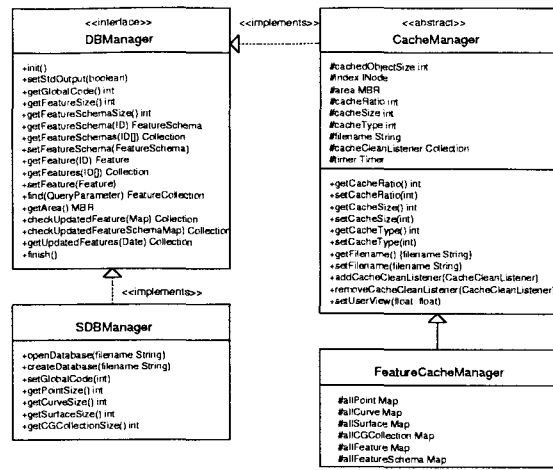 <<interface>>
DBManager
+init()
+setStdOutput(boolean)
+getGlobalCode() int
+getFeatureSize() int
+getFeatureSchemaSize() int
+getFeatureSchema(ID) FeatureSchema
+getFeatureSchemas(ID[]) Collection
+setFeatureSchema(FeatureSchema)
+getFeature(ID) Feature
+getFeatures(ID[]) Collection
+setFeature(Feature)
+find(QueryParameter) FeatureCollection
+getArea() MBR
+checkUpdatedFeature(Map) Collection
+checkUpdatedFeatureSchemaMap) Collection
+getUpdatedFeatures(Date) Collection
+finish()
<<implements>>
<<abstract>>
CacheManager
#cachedObjectSize int
#index INode
#area MBR
#cacheRatio int
#cacheSize int
#cacheType int
#filename String
#cacheCleanListener Collection
#timer Timer
+getCacheRatio() int
+setCacheRatio(int)
+getCacheSize() int
+setCacheSize(int)
+getCacheType() int
+setCacheType(int)
+getFilename() (filename String)
+setFilename(filename String)
+addCacheCleanListener(CacheCleanListener)
+removeCacheCleanListener(CacheCleanListener)
+setUserView(float float)
<<implements>>
SDBManager
+openDatabase(filename String)
+createDatabase(filename String)
+setGlobalCode(int)
+getPointSize() int
+getCurveSize() int
+getSurfaceSize() int
+getCGCollectionSize() int
FeatureCacheManager
#allPoint Map
#allCurve Map
#allSurface Map
#allCGCollection Map
#allFeature Map
#allFeatureSchema Map